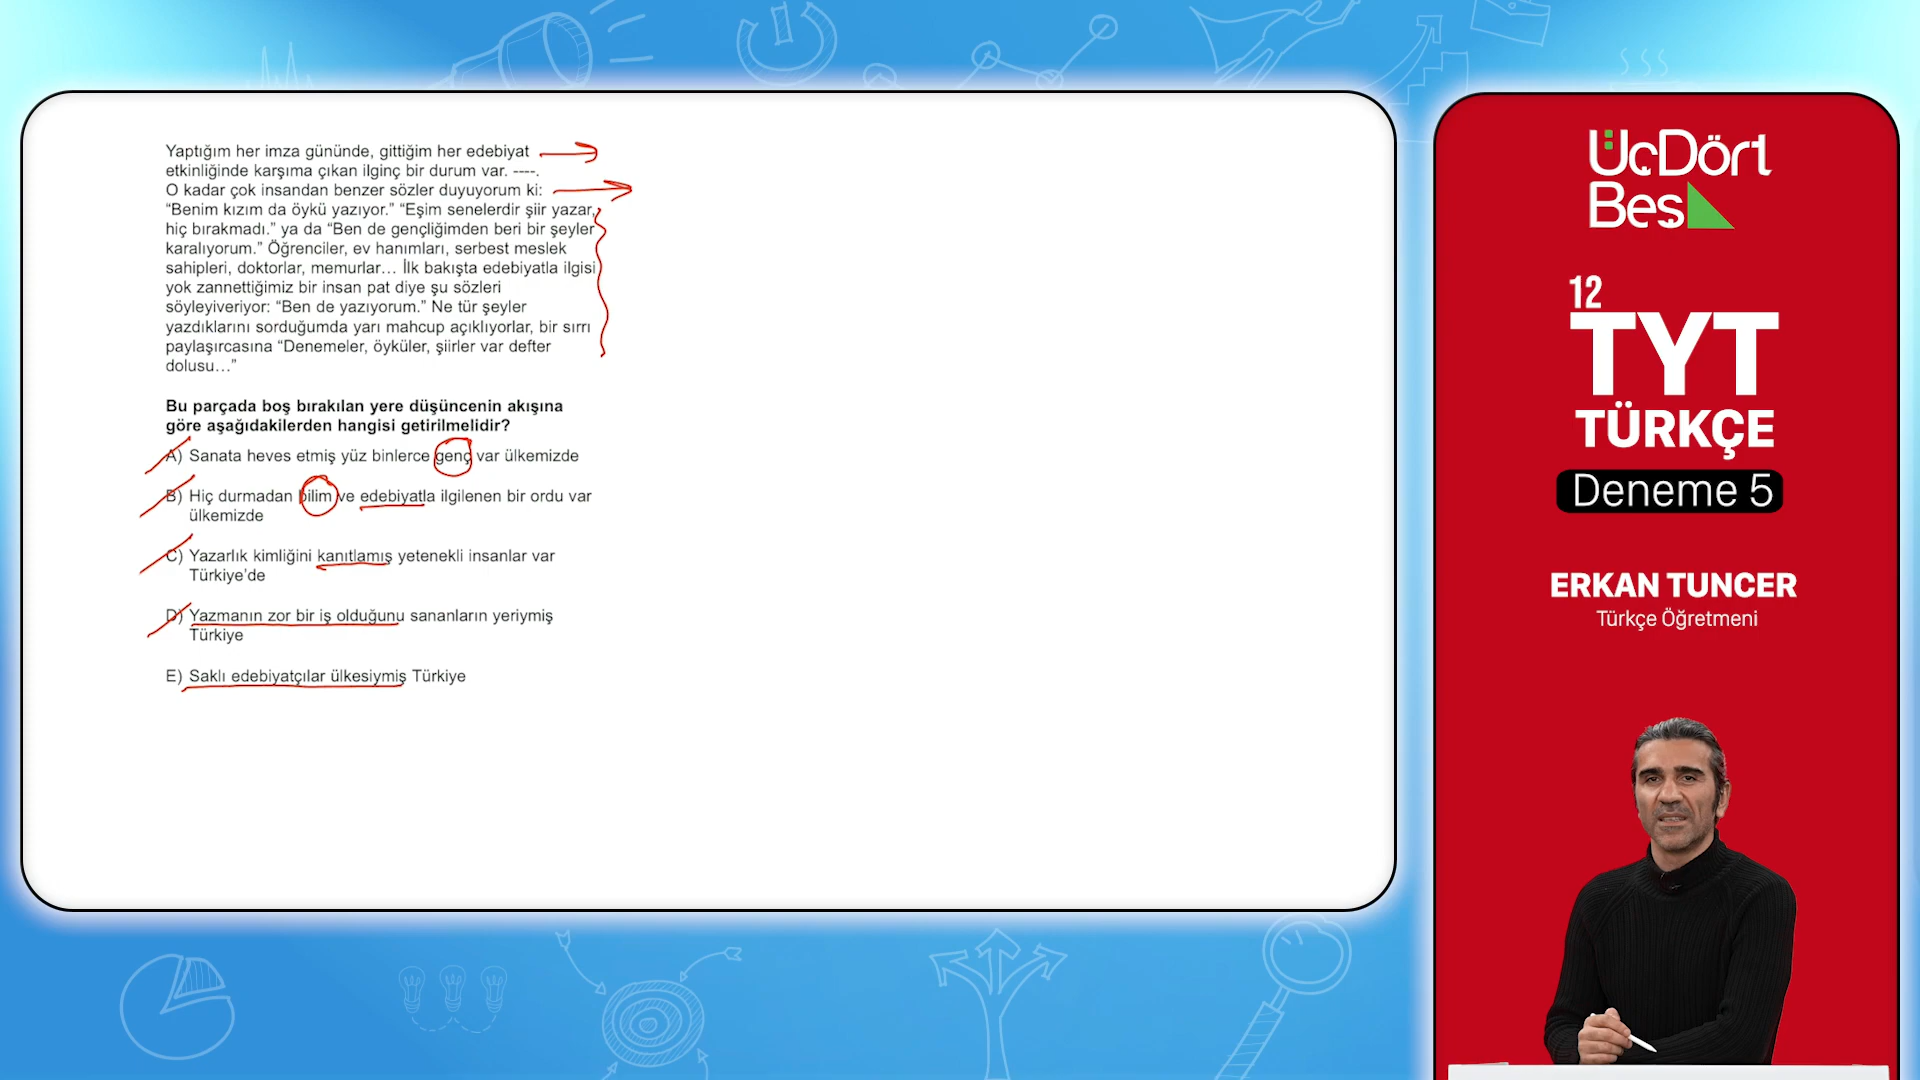 Yaptığım her imza gününde, gittiğim her edebiyat
etkinliğinde karşıma çıkan ilginç bir durum var. ----.
O kadar çok insandan benzer sözler duyuyorum ki:
“Benim kızım da öykü yazıyor.” “Eşim senelerdir şiir yazar,
hiç bırakmadı.” ya da “Ben de gençliğimden beri bir şeyler
karalıyorum.” Öğrenciler, ev hanımları, serbest meslek
sahipleri, doktorlar, memurlar… İlk bakışta edebiyatla ilgisi
yok zannettiğimiz bir insan pat diye şu sözleri
söyleyiveriyor: “Ben de yazıyorum.” Ne tür şeyler
yazdıklarını sorduğumda yarı mahcup açıklıyorlar, bir sırrı
paylaşırcasına “Denemeler, öyküler, şiirler var defter
dolusu…”
Bu parçada boş bırakılan yere düşüncenin akışına
göre aşağıdakilerden hangisi getirilmelidir?
A) Sanata heves etmiş yüz binlerce genç var ülkemizde
B) Hiç durmadan bilim ve edebiyatla ilgilenen bir ordu var
ülkemizde
C) Yazarlık kimliğini kanıtlamış yetenekli insanlar var
Türkiye’de
D) Yazmanın zor bir iş olduğunu sananların yeriymiş
Türkiye
E) Saklı edebiyatçılar ülkesiymiş Türkiye
ÜçDört
Beş
12
TYT
TÜRKÇE
Deneme 5
ERKAN TUNCER
Türkçe Öğretmeni